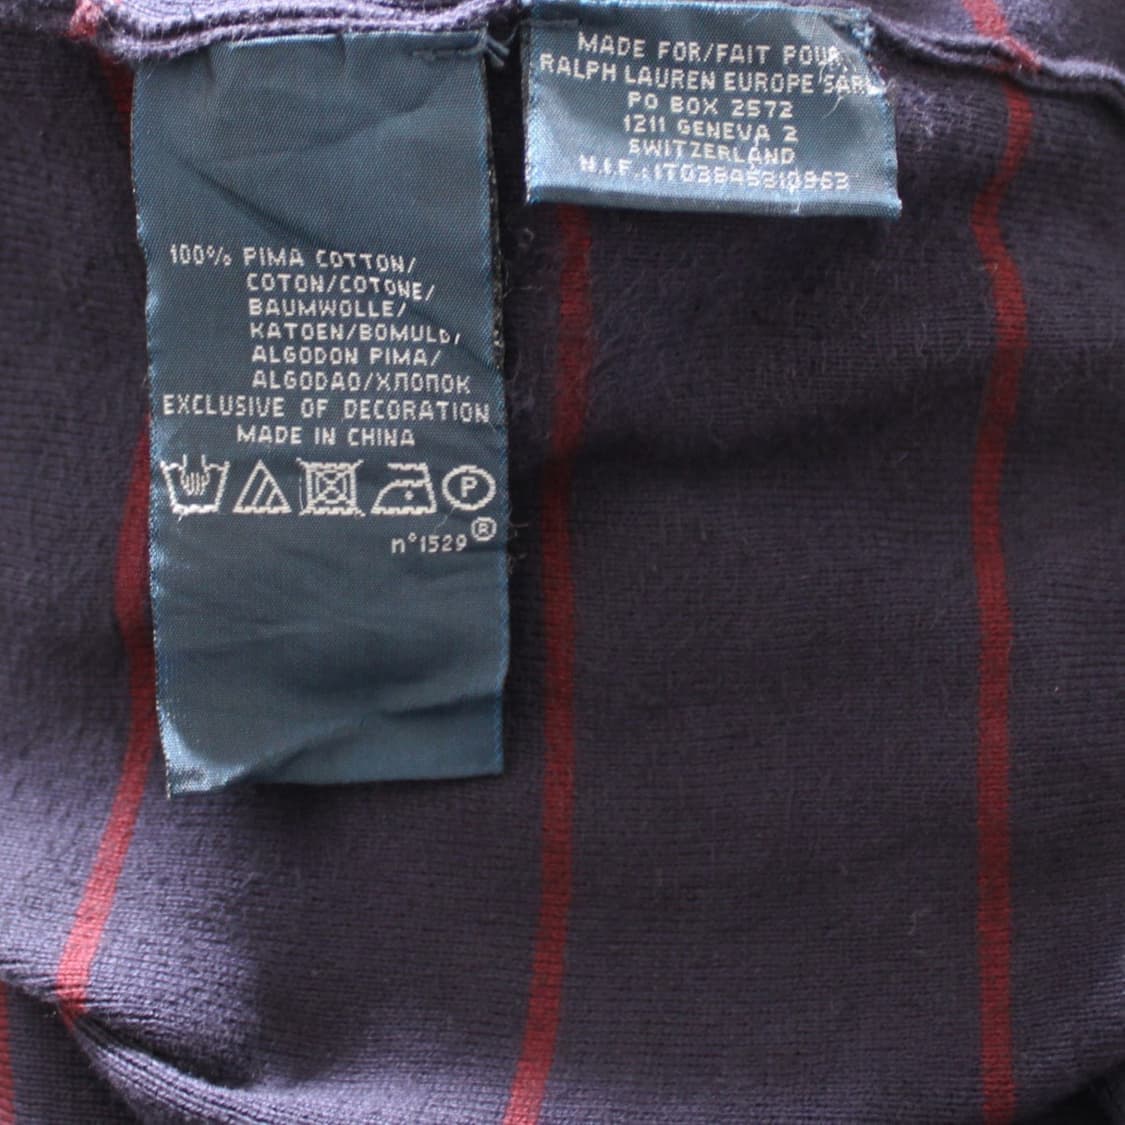 100% PIMA COTTON/
COTON/COTONE/
BAUMWOLLE/
KATOEN/BOMULD/
ALGODON PIMA/
ALGODAO/ХЛОПОК
EXCLUSIVE OF DECORATION
MADE IN CHINA
P
n°1529 ®
MADE FOR/FAIT POUR
RALPH LAUREN EUROPE SARL
PO BOX 2572
1211 GENEVA 2
SWITZERLAND
N.I.F.: